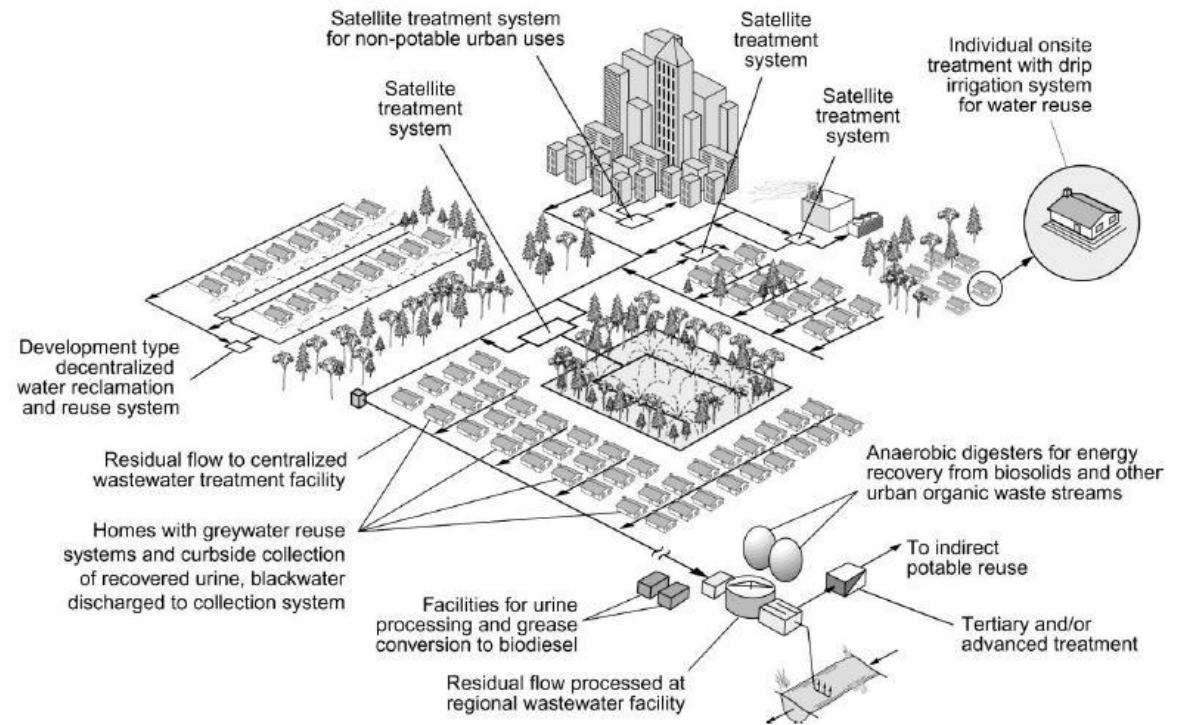 Satellite treatment system
for non-potable urban uses
Satellite
treatment
system
Individual onsite
treatment with drip
irrigation system
for water reuse
Satellite
treatment
system
Satellite
treatment
system
Development type
decentralized
water reclamation
and reuse system
Residual flow to centralized
wastewater treatment facility
Homes with greywater reuse
systems and curbside collection
of recovered urine, blackwater
discharged to collection system
Anaerobic digesters for energy
recovery from biosolids and other
urban organic waste streams
To indirect
potable reuse
Facilities for urine
processing and grease
conversion to biodiesel
Tertiary and/or
advanced treatment
Residual flow processed at
regional wastewater facility